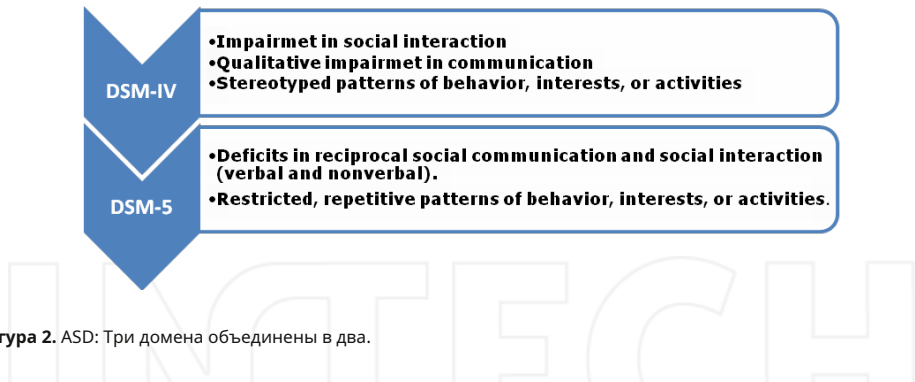 •Impairmet in social interaction
•Qualitative impairmet in communication
DSM-IV
•Stereotyped patterns of behavior, interests, or activities
•Deficits in reciprocal social communication and social interaction
(verbal and nonverbal).
DSM-5
•Restricted, repetitive patterns of behavior, interests, or activities.
INTECH
гура 2. ASD: Три домена объединены в два.